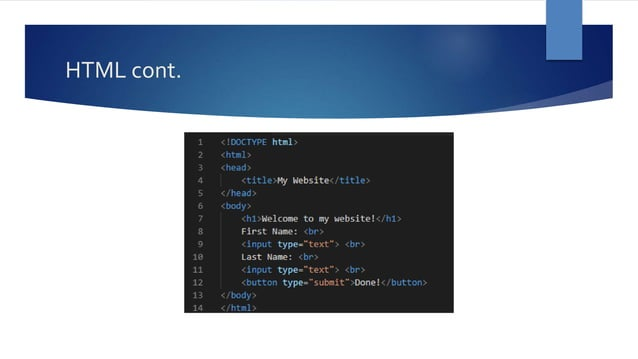 HTML cont.
1 <!DOCTYPE html>
2 <html>
3 <head>
4 <title>My Website</title>
5 </head>
6 <body>
7 <h1>Welcome to my website!</h1>
8 First Name: <br>
9 <input type="text"> <br>
10 Last Name: <br>
11 <input type="text"> <br>
12 <button type="submit">Done!</button>
13 </body>
14 </html>